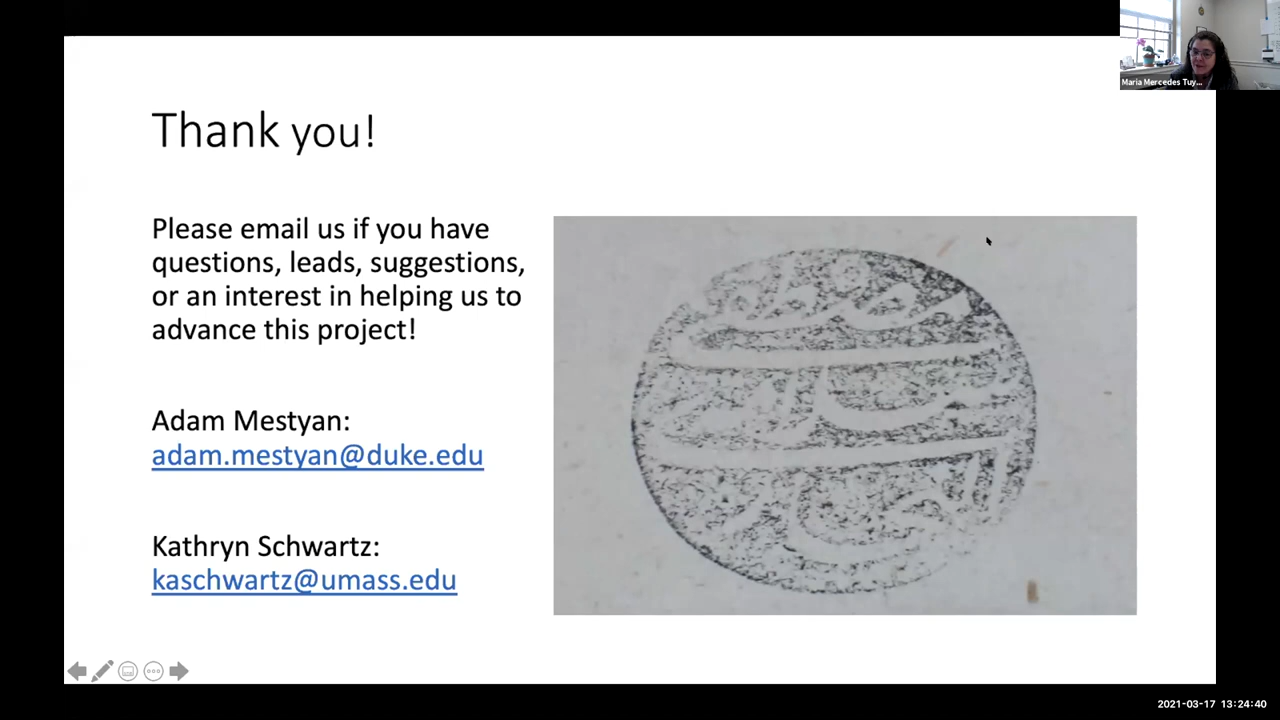 Maria Mercedes Tuy...
Thank you!
Please email us if you have
questions, leads, suggestions,
or an interest in helping us to
advance this project!
Adam Mestyan:
adam.mestyan@duke.edu
Kathryn Schwartz:
kaschwartz@umass.edu
2021-03-17 13:24:40